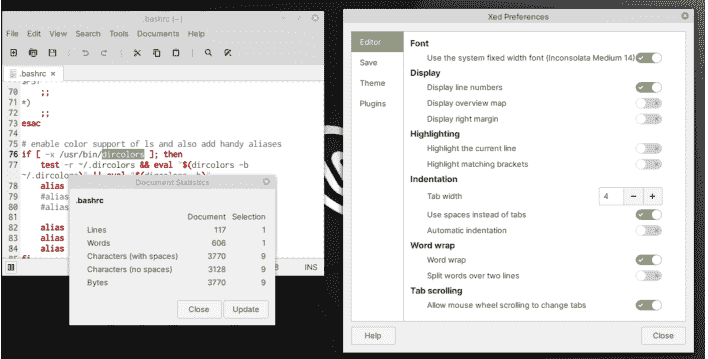 .bashrc (~)
File Edit View Search Tools Documents Help
.bashrc ×
70 ;;
71 *)
72 ;;
73 esac
74
75 # enable color support of ls and also add handy aliases
76 if [ -x /usr/bin/dircolors ]; then
77 test -r ~/.dircolors && eval "$(dircolors -b
78 alias
79 #alias
80 #alias
81
82 alias
83 alias
84 alias
INS
Document Statistics
.bashrc
Document Selection
Lines 117 1
Words 606 1
Characters (with spaces) 3770 9
Characters (no spaces) 3128 9
Bytes 3770 9
Close Update
Xed Preferences
Editor
Save
Theme
Plugins
Font
Use the system fixed width font (Inconsolata Medium 14)
Display
Display line numbers
Display overview map
Display right margin
Highlighting
Highlight the current line
Highlight matching brackets
Indentation
Tab width 4 − +
Use spaces instead of tabs
Automatic indentation
Word wrap
Word wrap
Split words over two lines
Tab scrolling
Allow mouse wheel scrolling to change tabs
Help
Close